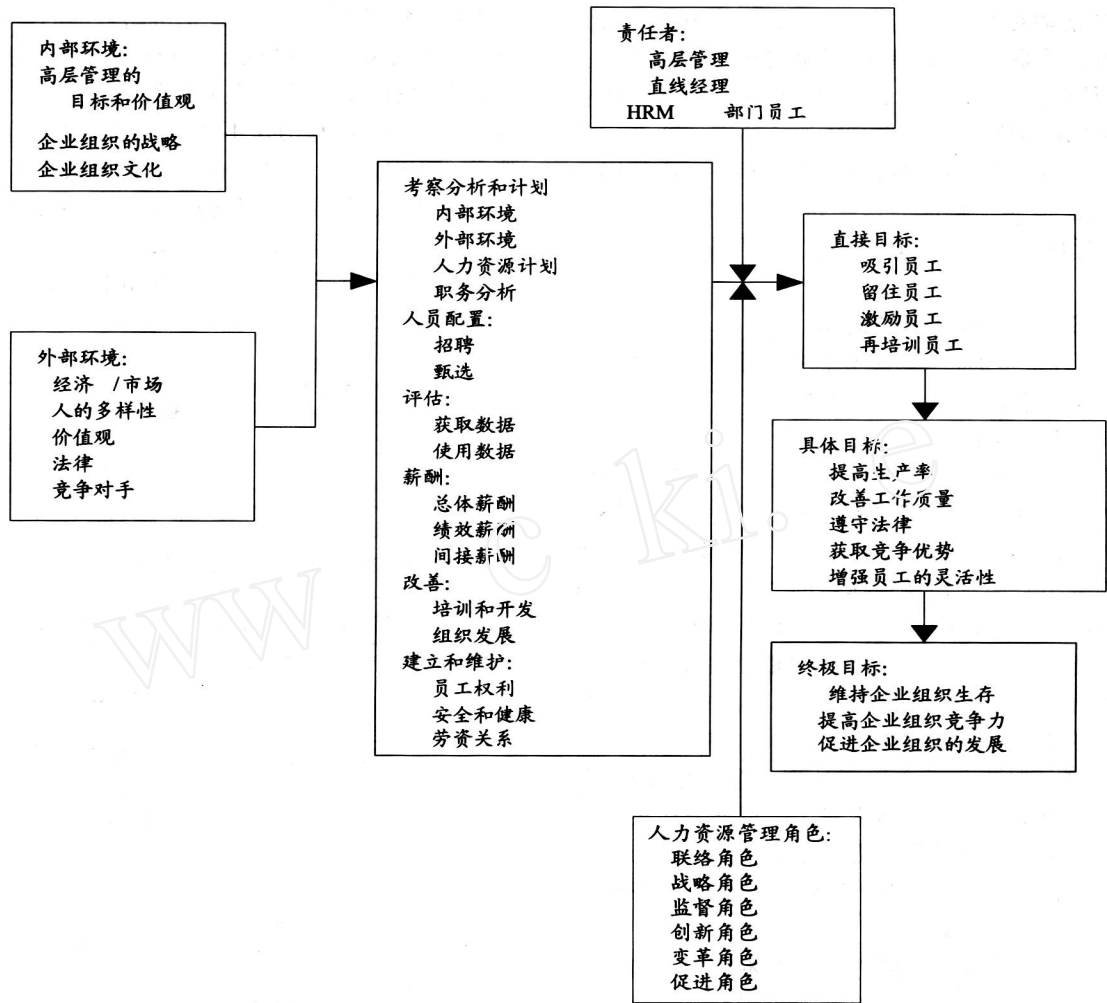 内部环境:
高层管理的
目标和价值观
企业组织的战略
企业组织文化
外部环境:
经济 /市场
人的多样性
价值观
法律
竞争对手
考察分析和计划
内部环境
外部环境
人力资源计划
职务分析
人员配置:
招聘
甄选
评估:
获取数据
使用数据
薪酬:
总体薪酬
绩效薪酬
间接薪酬
改善:
培训和开发
组织发展
建立和维护:
员工权利
安全和健康
劳资关系
责任者:
高层管理
直线经理
HRM 部门员工
人力资源管理角色:
联络角色
战略角色
监督角色
创新角色
变革角色
促进角色
直接目标:
吸引员工
留住员工
激励员工
再培训员工
具体目标:
提高生产率
改善工作质量
遵守法律
获取竞争优势
增强员工的灵活性
终极目标:
维持企业组织生存
提高企业组织竞争力
促进企业组织的发展